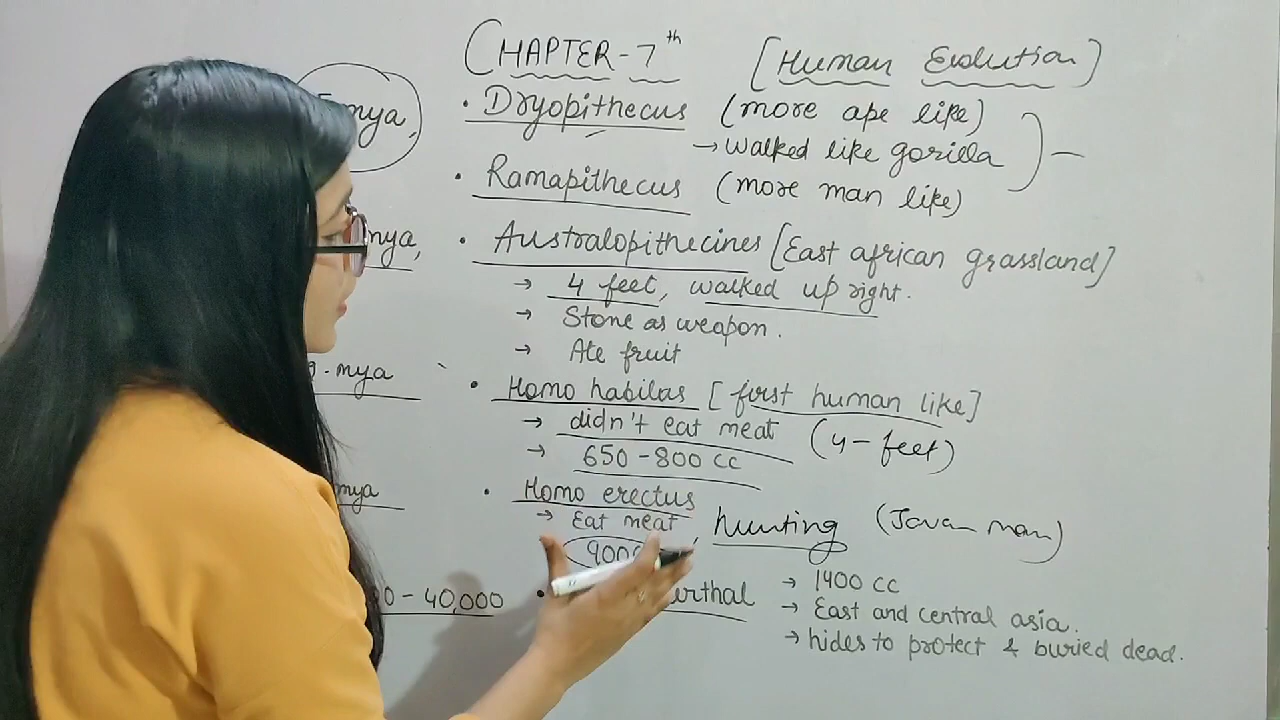 CHAPTER-7th [Human Evolution]
mya, • Dryopithecus (more ape like)
→ walked like gorilla
• Ramapithecus (more man like)
mya, • Australopithecines [East african grassland]
→ 4 feet, walked up right.
→ Stone as weapon.
→ Ate fruit
mya • Homo habilas [first human like]
→ didn't eat meat (4-feet)
→ 650-800 cc
mya • Homo erectus
→ Eat meat, hunting (Javan man)
900
0-40,000 • urthal → 1400 cc
→ East and central asia.
→ hides to protect & buried dead.